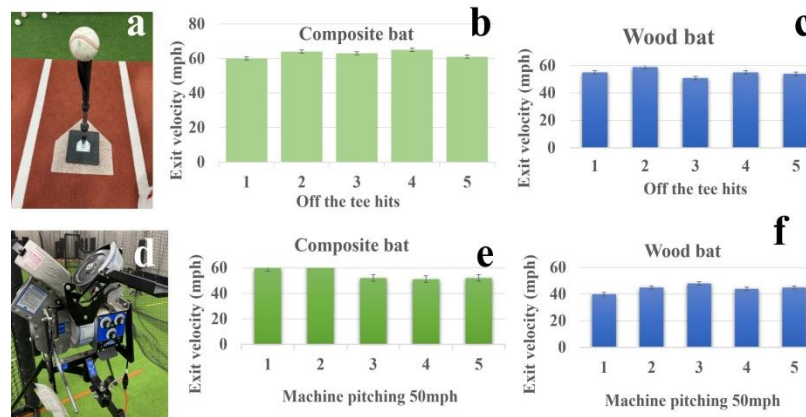 a
b
Composite bat
Exit velocity (mph)
80
60
40
20
0
1 2 3 4 5
Off the tee hits
c
Wood bat
Exit velocity (mph)
60
40
20
0
1 2 3 4 5
Off the tee hits
d
e
Composite bat
Exit velocity (mph)
60
40
20
0
1 2 3 4 5
Machine pitching 50mph
f
Wood bat
Exit velocity (mph)
60
40
20
0
1 2 3 4 5
Machine pitching 50mph